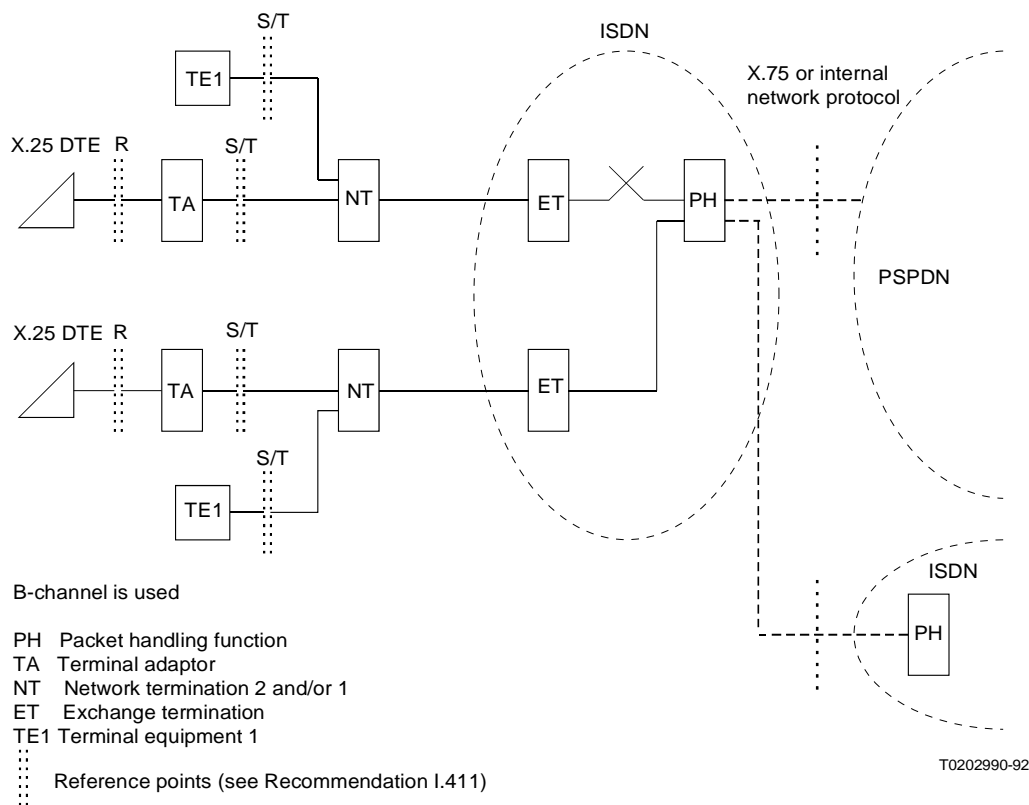 S/T
ISDN
TE1
X.75 or internal
network protocol
X.25 DTE R
S/T
TA
NT
ET
PH
PSPDN
X.25 DTE R
S/T
TA
NT
ET
S/T
TE1
ISDN
PH
B-channel is used
PH Packet handling function
TA Terminal adaptor
NT Network termination 2 and/or 1
ET Exchange termination
TE1 Terminal equipment 1
Reference points (see Recommendation I.411)
T0202990-92